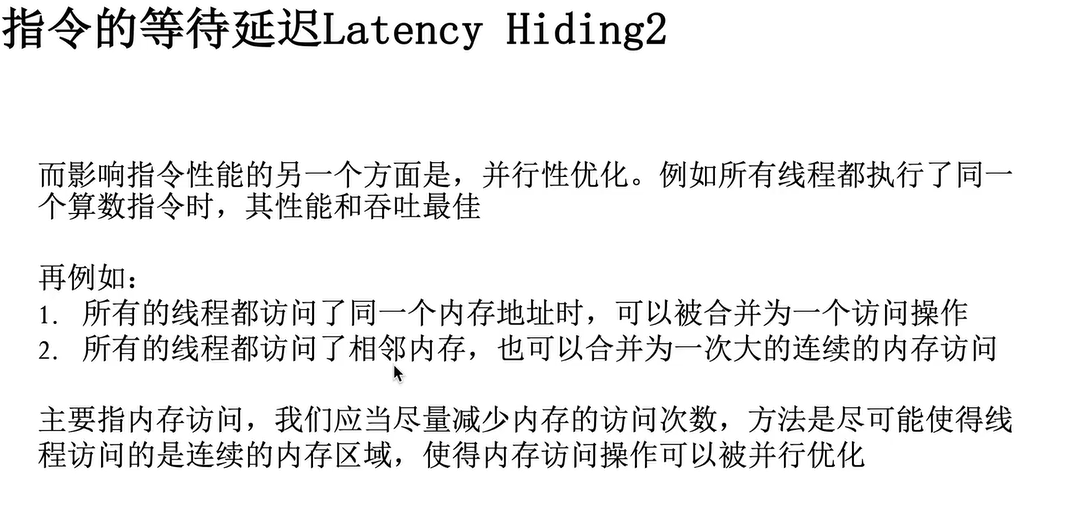 指令的等待延迟Latency Hiding2
而影响指令性能的另一个方面是，并行性优化。例如所有线程都执行了同一
个算数指令时，其性能和吞吐最佳
再例如：
1. 所有的线程都访问了同一个内存地址时，可以被合并为一个访问操作
2. 所有的线程都访问了相邻内存，也可以合并为一次大的连续的内存访问
主要指内存访问，我们应当尽量减少内存的访问次数，方法是尽可能使得线
程访问的是连续的内存区域，使得内存访问操作可以被并行优化